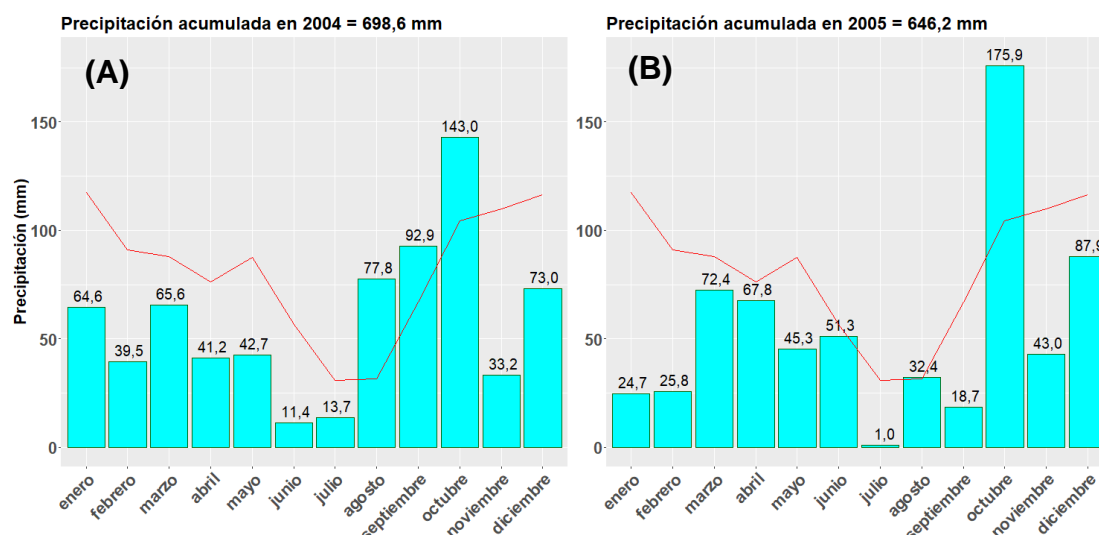 Precipitación acumulada en 2004 = 698,6 mm
(A)
Precipitación (mm)
150
100
50
0
64,6
39,5
65,6
41,2
42,7
11,4
13,7
77,8
92,9
143,0
33,2
73,0
enero
febrero
marzo
abril
mayo
junio
julio
agosto
septiembre
octubre
noviembre
diciembre
Precipitación acumulada en 2005 = 646,2 mm
(B)
150
100
50
0
24,7
25,8
72,4
67,8
45,3
51,3
1,0
32,4
18,7
175,9
43,0
87,9
enero
febrero
marzo
abril
mayo
junio
julio
agosto
septiembre
octubre
noviembre
diciembre